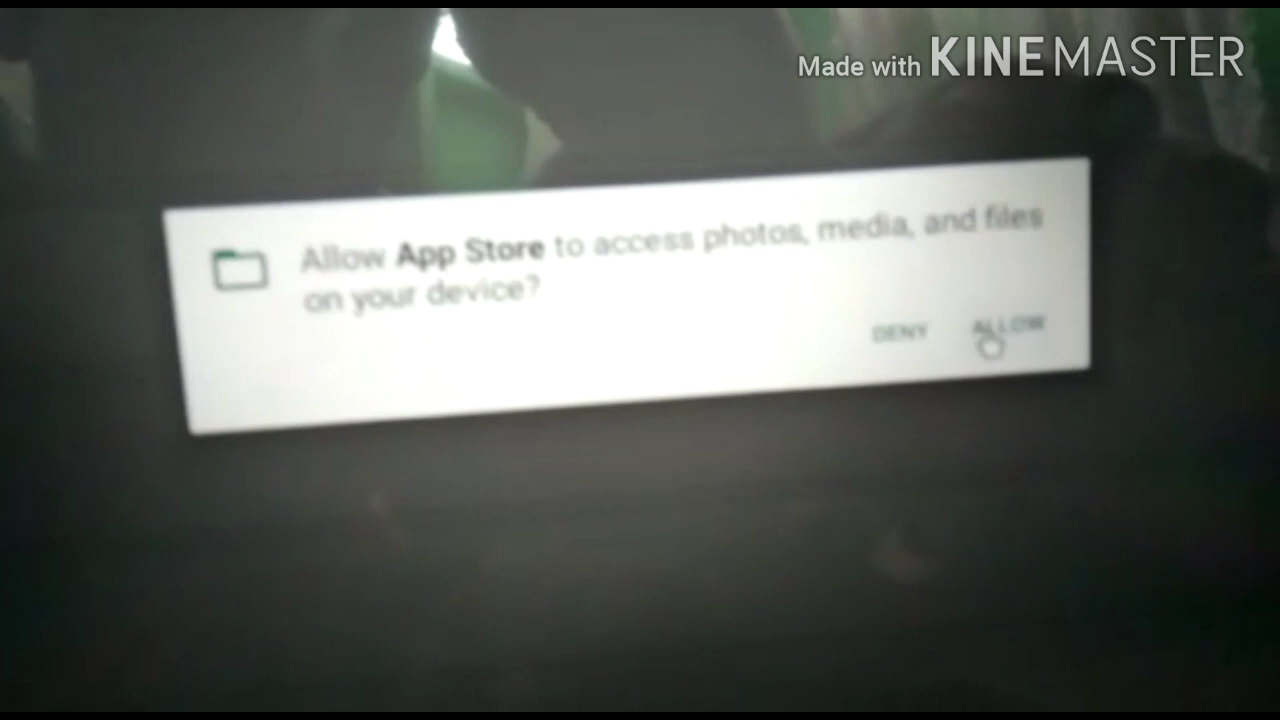 Made with KINEMASTER
Allow App Store to access photos, media, and files
on your device?
DENY ALLOW